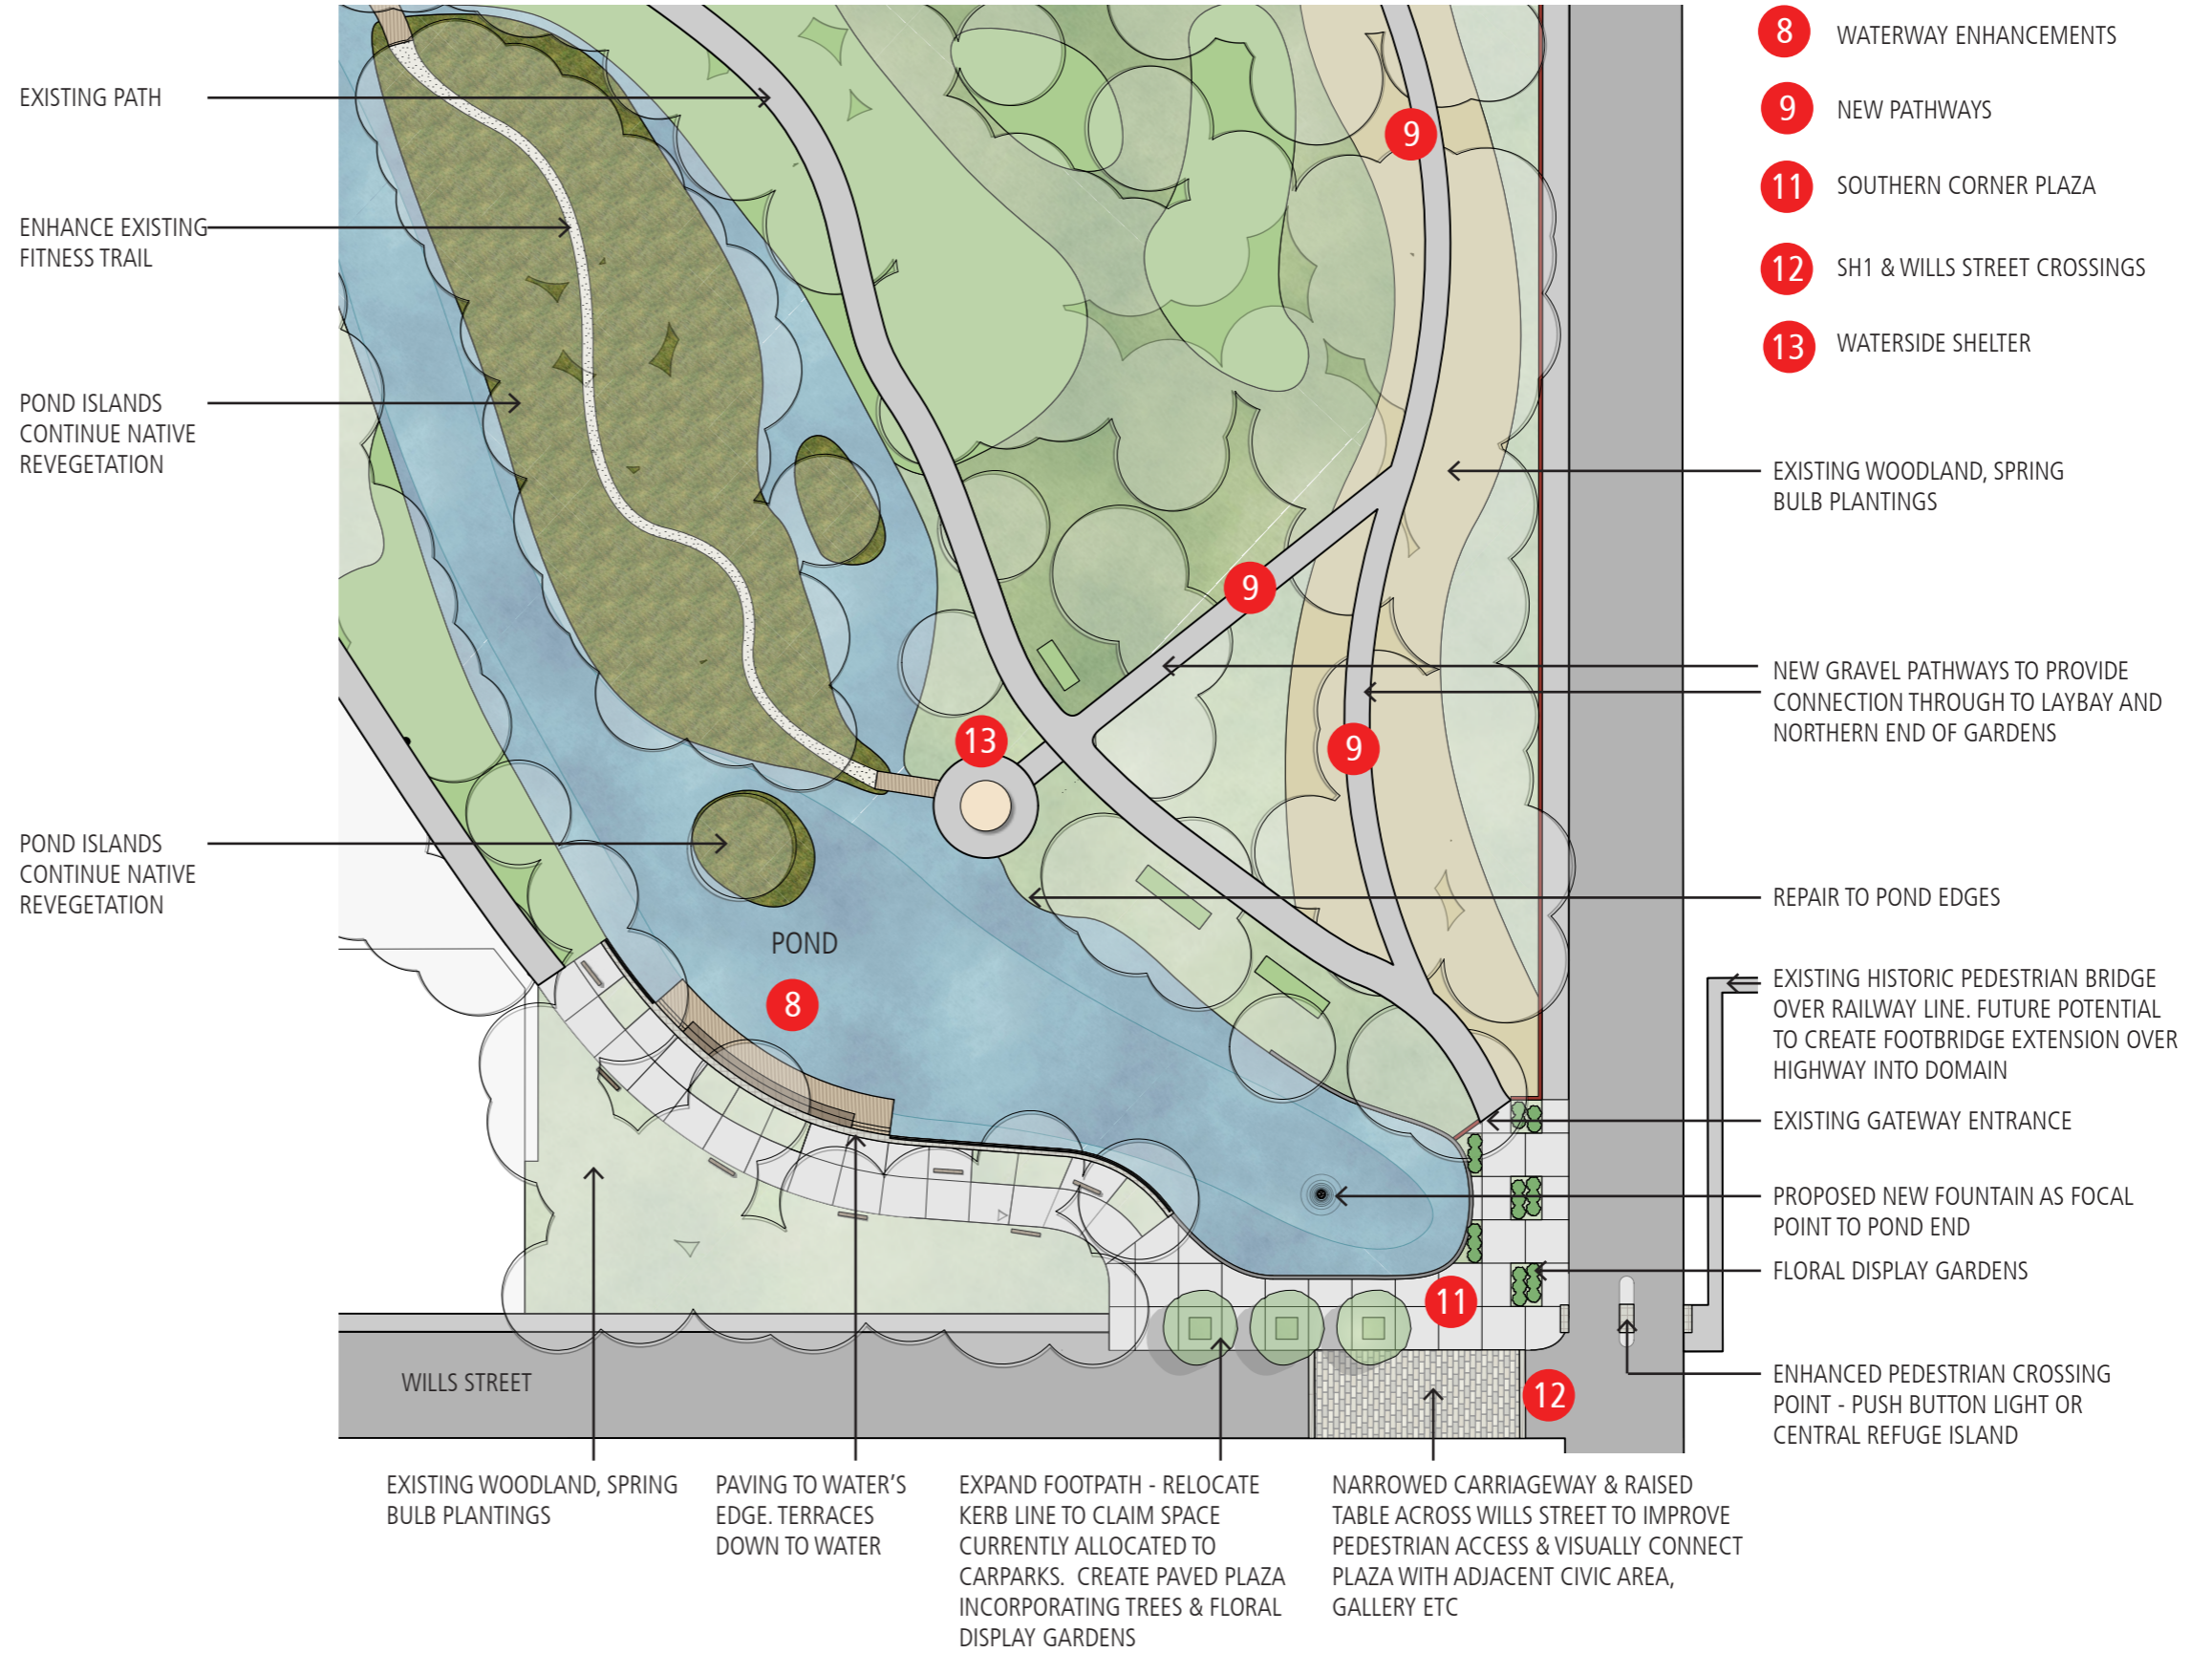 8 WATERWAY ENHANCEMENTS
9 NEW PATHWAYS
11 SOUTHERN CORNER PLAZA
12 SH1 & WILLS STREET CROSSINGS
13 WATERSIDE SHELTER
EXISTING PATH
ENHANCE EXISTING
FITNESS TRAIL
POND ISLANDS
CONTINUE NATIVE
REVEGETATION
POND ISLANDS
CONTINUE NATIVE
REVEGETATION
9
9
13
9
POND
8
11
12
WILLS STREET
EXISTING WOODLAND, SPRING
BULB PLANTINGS
NEW GRAVEL PATHWAYS TO PROVIDE
CONNECTION THROUGH TO LAYBAY AND
NORTHERN END OF GARDENS
REPAIR TO POND EDGES
EXISTING HISTORIC PEDESTRIAN BRIDGE
OVER RAILWAY LINE. FUTURE POTENTIAL
TO CREATE FOOTBRIDGE EXTENSION OVER
HIGHWAY INTO DOMAIN
EXISTING GATEWAY ENTRANCE
PROPOSED NEW FOUNTAIN AS FOCAL
POINT TO POND END
FLORAL DISPLAY GARDENS
ENHANCED PEDESTRIAN CROSSING
POINT - PUSH BUTTON LIGHT OR
CENTRAL REFUGE ISLAND
EXISTING WOODLAND, SPRING
BULB PLANTINGS
PAVING TO WATER'S
EDGE. TERRACES
DOWN TO WATER
EXPAND FOOTPATH - RELOCATE
KERB LINE TO CLAIM SPACE
CURRENTLY ALLOCATED TO
CARPARKS. CREATE PAVED PLAZA
INCORPORATING TREES & FLORAL
DISPLAY GARDENS
NARROWED CARRIAGEWAY & RAISED
TABLE ACROSS WILLS STREET TO IMPROVE
PEDESTRIAN ACCESS & VISUALLY CONNECT
PLAZA WITH ADJACENT CIVIC AREA,
GALLERY ETC